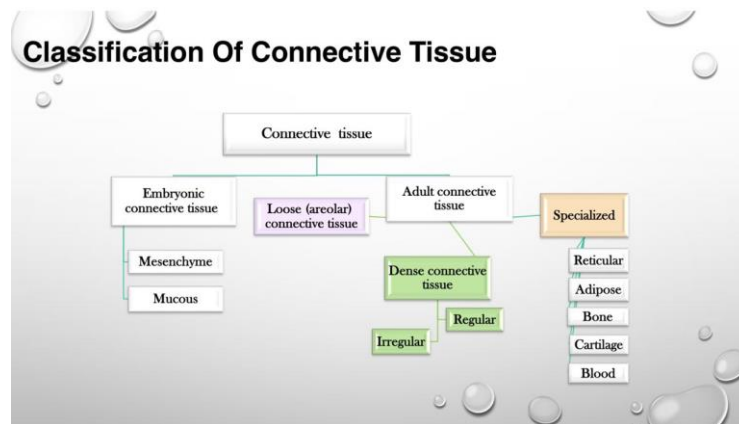 Classification Of Connective Tissue
Connective tissue
Embryonic
connective tissue
Mesenchyme
Mucous
Adult connective
tissue
Loose (areolar)
connective tissue
Dense connective
tissue
Regular
Irregular
Specialized
Reticular
Adipose
Bone
Cartilage
Blood